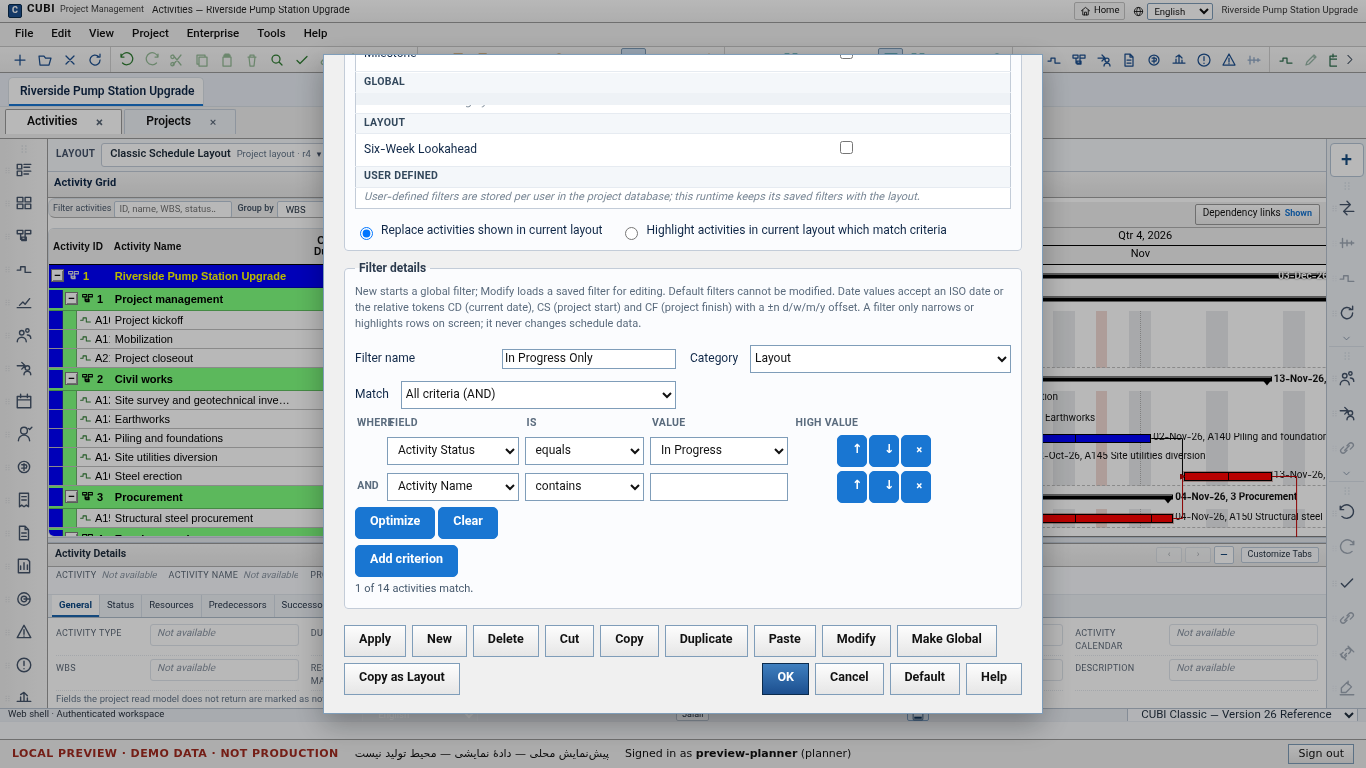 CUBI Project Management Activities — Riverside Pump Station Upgrade Home English Riverside Pump Station Upgrade
File Edit View Project Enterprise Tools Help
Riverside Pump Station Upgrade
Activities × Projects ×
LAYOUT Classic Schedule Layout Project layout · r4
Activity Grid
Filter activities ID, name, WBS, status.. Group by WBS
Dependency links Shown
Activity ID Activity Name
Qtr 4, 2026
Nov
1 Riverside Pump Station Upgrade
03-Dec-26
1 Project management
A1 Project kickoff
A1 Mobilization
A2 Project closeout
2 Civil works
13-Nov-26,
A1 Site survey and geotechnical inve…
A1 Earthworks
Earthworks
A1 Piling and foundations
02-Nov-26, A140 Piling and foundation
A1 Site utilities diversion
-Oct-26, A145 Site utilities diversion
A1 Steel erection
13-Nov-26,
3 Procurement
04-Nov-26, 3 Procurement
A1 Structural steel procurement
04-Nov-26, A150 Structural steel
Activity Details
Customize Tabs
ACTIVITY Not available ACTIVITY NAME Not available
General Status Resources Predecessors Successo
ACTIVITY TYPE Not available
ACTIVITY CALENDAR Not available
WBS Not available
DESCRIPTION Not available
Fields the project read model does not return are marked as no
Milestone
GLOBAL
LAYOUT
Six-Week Lookahead
USER DEFINED
User-defined filters are stored per user in the project database; this runtime keeps its saved filters with the layout.
Replace activities shown in current layout Highlight activities in current layout which match criteria
Filter details
New starts a global filter; Modify loads a saved filter for editing. Default filters cannot be modified. Date values accept an ISO date or
the relative tokens CD (current date), CS (project start) and CF (project finish) with a ±n d/w/m/y offset. A filter only narrows or
highlights rows on screen; it never changes schedule data.
Filter name In Progress Only Category Layout
Match All criteria (AND)
WHERE FIELD IS VALUE HIGH VALUE
Activity Status equals In Progress ↑ ↓ ×
AND Activity Name contains ↑ ↓ ×
Optimize Clear
Add criterion
1 of 14 activities match.
Apply New Delete Cut Copy Duplicate Paste Modify Make Global
Copy as Layout OK Cancel Default Help
Web shell · Authenticated workspace
CUBI Classic — Version 26 Reference
LOCAL PREVIEW · DEMO DATA · NOT PRODUCTION پیش‌نمایش محلی — دادهٔ نمایشی — محیط تولید نیست Signed in as preview-planner (planner) Sign out